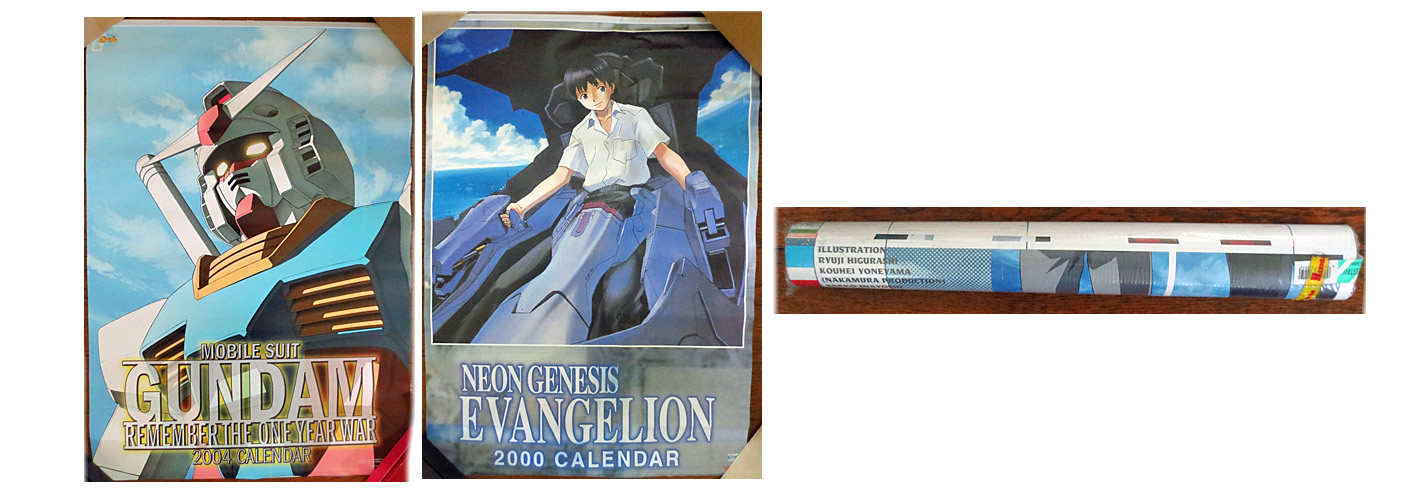 MOBILE SUIT
GUNDAM
REMEMBER THE ONE YEAR WAR
2004 CALENDAR
NEON GENESIS
EVANGELION
2000 CALENDAR
ILLUSTRATION
RYUJI HIGURASHI
KOUHEI YONEYAMA
(NAKAMURA PRODUCTION)